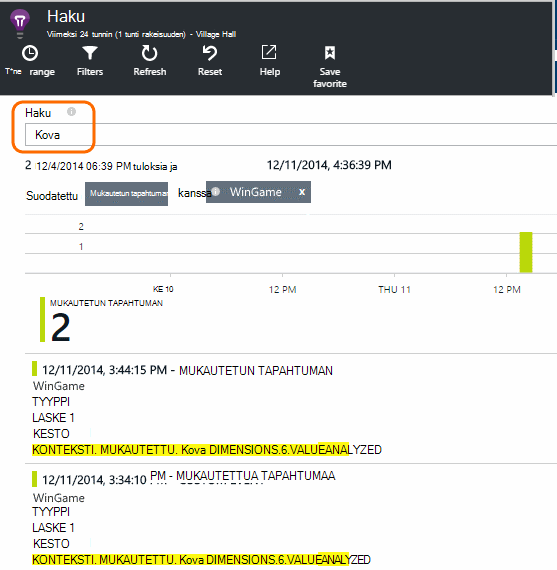 Haku
Viimeksi 24 tunnin (1 tunti rakeisuuden) - Village Hall
T*ne range Filters Refresh Reset Help Save favorite
Haku
Kova
2 12/4/2014 06:39 PM tuloksia ja 12/11/2014, 4:36:39 PM
Suodatettu Mukautetun tapahtuman kanssa WinGame x
2
1
KE 10 12 PM THU 11 12 PM
MUKAUTETUN TAPAHTUMAN
2
12/11/2014, 3:44:15 PM - MUKAUTETUN TAPAHTUMAN
WinGame
TYYPPI
LASKE 1
KESTO
KONTEKSTI. MUKAUTETTU. Kova DIMENSIONS.6.VALUEANALYZED
12/11/2014, 3:34:10 PM - MUKAUTETTUA TAPAHTUMAA
WinGame
TYYPPI
LASKE 1
KESTO
KONTEKSTI. MUKAUTETTU. Kova DIMENSIONS.6.VALUEANALYZED